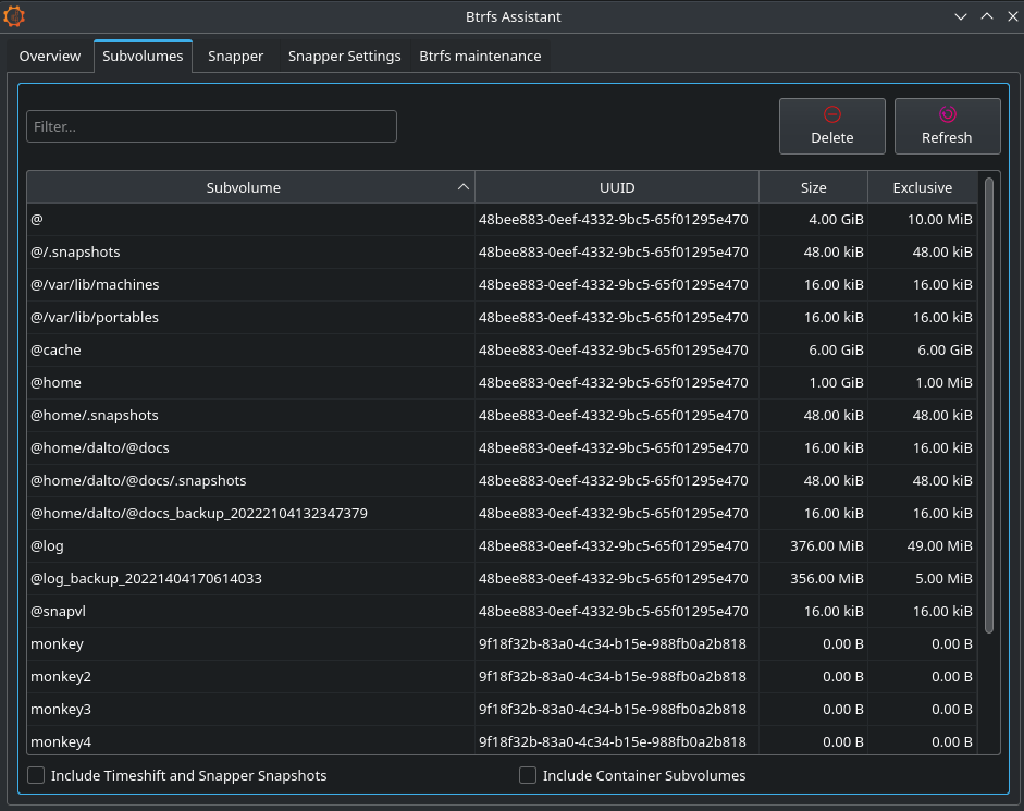 Btrfs Assistant
Overview Subvolumes Snapper Snapper Settings Btrfs maintenance
Filter...
Delete Refresh
Subvolume UUID Size Exclusive
@ 48bee883-0eef-4332-9bc5-65f01295e470 4.00 GiB 10.00 MiB
@/.snapshots 48bee883-0eef-4332-9bc5-65f01295e470 48.00 kiB 48.00 kiB
@/var/lib/machines 48bee883-0eef-4332-9bc5-65f01295e470 16.00 kiB 16.00 kiB
@/var/lib/portables 48bee883-0eef-4332-9bc5-65f01295e470 16.00 kiB 16.00 kiB
@cache 48bee883-0eef-4332-9bc5-65f01295e470 6.00 GiB 6.00 GiB
@home 48bee883-0eef-4332-9bc5-65f01295e470 1.00 GiB 1.00 MiB
@home/.snapshots 48bee883-0eef-4332-9bc5-65f01295e470 48.00 kiB 48.00 kiB
@home/dalto/@docs 48bee883-0eef-4332-9bc5-65f01295e470 16.00 kiB 16.00 kiB
@home/dalto/@docs/.snapshots 48bee883-0eef-4332-9bc5-65f01295e470 48.00 kiB 48.00 kiB
@home/dalto/@docs_backup_20222104132347379 48bee883-0eef-4332-9bc5-65f01295e470 16.00 kiB 16.00 kiB
@log 48bee883-0eef-4332-9bc5-65f01295e470 376.00 MiB 49.00 MiB
@log_backup_20221404170614033 48bee883-0eef-4332-9bc5-65f01295e470 356.00 MiB 5.00 MiB
@snapvl 48bee883-0eef-4332-9bc5-65f01295e470 16.00 kiB 16.00 kiB
monkey 9f18f32b-83a0-4c34-b15e-988fb0a2b818 0.00 B 0.00 B
monkey2 9f18f32b-83a0-4c34-b15e-988fb0a2b818 0.00 B 0.00 B
monkey3 9f18f32b-83a0-4c34-b15e-988fb0a2b818 0.00 B 0.00 B
monkey4 9f18f32b-83a0-4c34-b15e-988fb0a2b818 0.00 B 0.00 B
Include Timeshift and Snapper Snapshots Include Container Subvolumes